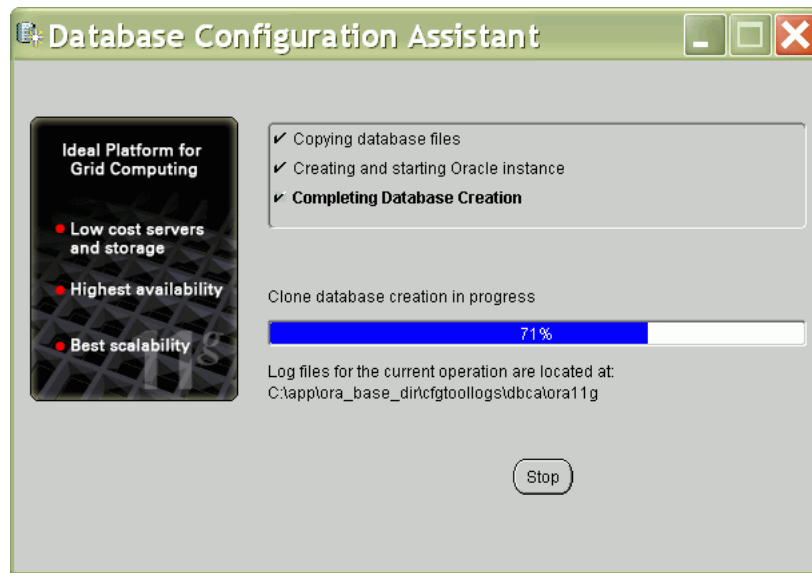 Database Configuration Assistant
Ideal Platform for
Grid Computing
Low cost servers
and storage
Highest availability
Best scalability
11g
✔ Copying database files
✔ Creating and starting Oracle instance
✔ Completing Database Creation
Clone database creation in progress
71%
Log files for the current operation are located at:
C:\app\ora_base_dir\cfgtoollogs\dbca\ora11g
Stop